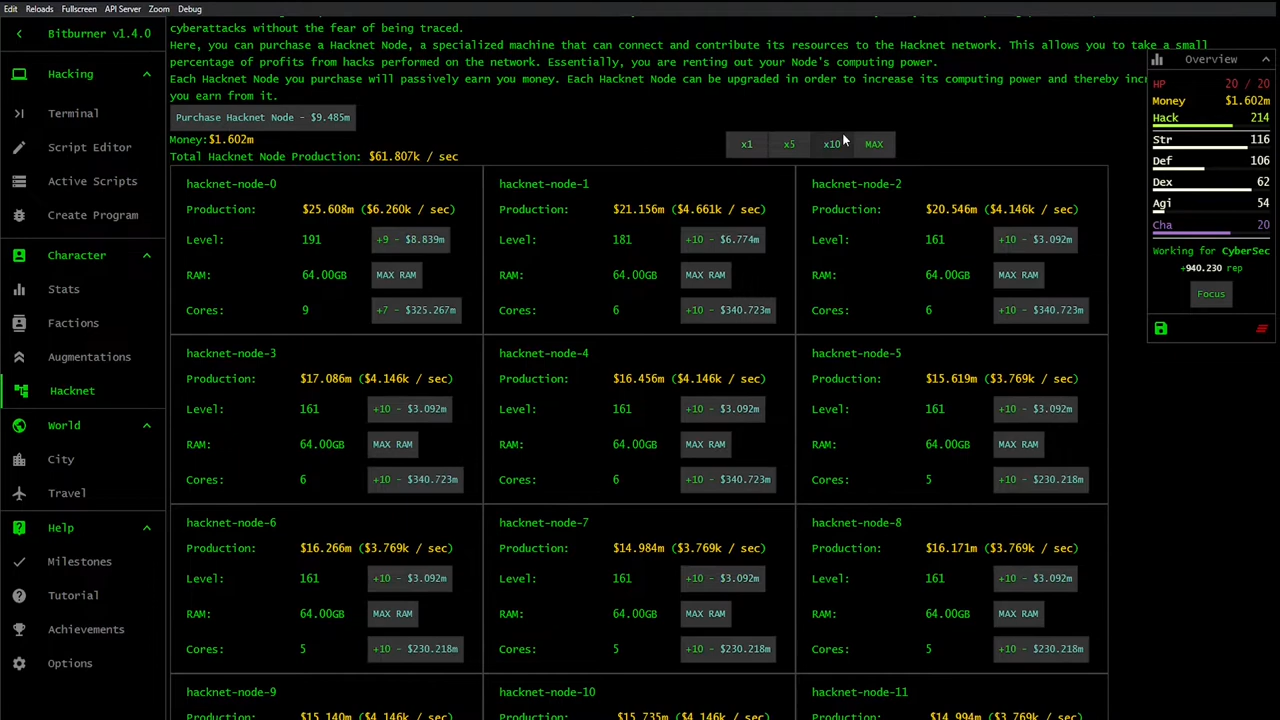 Edit Reloads Fullscreen API Server Zoom Debug
Bitburner v1.4.0
Hacking
Terminal
Script Editor
Active Scripts
Create Program
Character
Stats
Factions
Augmentations
Hacknet
World
City
Travel
Help
Milestones
Tutorial
Achievements
Options
cyberattacks without the fear of being traced.
Here, you can purchase a Hacknet Node, a specialized machine that can connect and contribute its resources to the Hacknet network. This allows you to take a small
percentage of profits from hacks performed on the network. Essentially, you are renting out your Node's computing power.
Each Hacknet Node you purchase will passively earn you money. Each Hacknet Node can be upgraded in order to increase its computing power and thereby inc
you earn from it.
Purchase Hacknet Node - $9.485m
Money:$1.602m
Total Hacknet Node Production: $61.807k / sec
x1 x5 x10 MAX
hacknet-node-0
Production: $25.608m ($6.260k / sec)
Level: 191 +9 - $8.839m
RAM: 64.00GB MAX RAM
Cores: 9 +7 - $325.267m
hacknet-node-1
Production: $21.156m ($4.661k / sec)
Level: 181 +10 - $6.774m
RAM: 64.00GB MAX RAM
Cores: 6 +10 - $340.723m
hacknet-node-2
Production: $20.546m ($4.146k / sec)
Level: 161 +10 - $3.092m
RAM: 64.00GB MAX RAM
Cores: 6 +10 - $340.723m
hacknet-node-3
Production: $17.086m ($4.146k / sec)
Level: 161 +10 - $3.092m
RAM: 64.00GB MAX RAM
Cores: 6 +10 - $340.723m
hacknet-node-4
Production: $16.456m ($4.146k / sec)
Level: 161 +10 - $3.092m
RAM: 64.00GB MAX RAM
Cores: 6 +10 - $340.723m
hacknet-node-5
Production: $15.619m ($3.769k / sec)
Level: 161 +10 - $3.092m
RAM: 64.00GB MAX RAM
Cores: 5 +10 - $230.218m
hacknet-node-6
Production: $16.266m ($3.769k / sec)
Level: 161 +10 - $3.092m
RAM: 64.00GB MAX RAM
Cores: 5 +10 - $230.218m
hacknet-node-7
Production: $14.984m ($3.769k / sec)
Level: 161 +10 - $3.092m
RAM: 64.00GB MAX RAM
Cores: 5 +10 - $230.218m
hacknet-node-8
Production: $16.171m ($3.769k / sec)
Level: 161 +10 - $3.092m
RAM: 64.00GB MAX RAM
Cores: 5 +10 - $230.218m
hacknet-node-9
Production: $15.140m ($4.146k / sec)
hacknet-node-10
Production: $15.735m ($4.146k / sec)
hacknet-node-11
Production: $14.994m ($3.769k / sec)
Overview
HP 20 / 20
Money $1.602m
Hack 214
Str 116
Def 106
Dex 62
Agi 54
Cha 20
Working for CyberSec
+940.230 rep
Focus